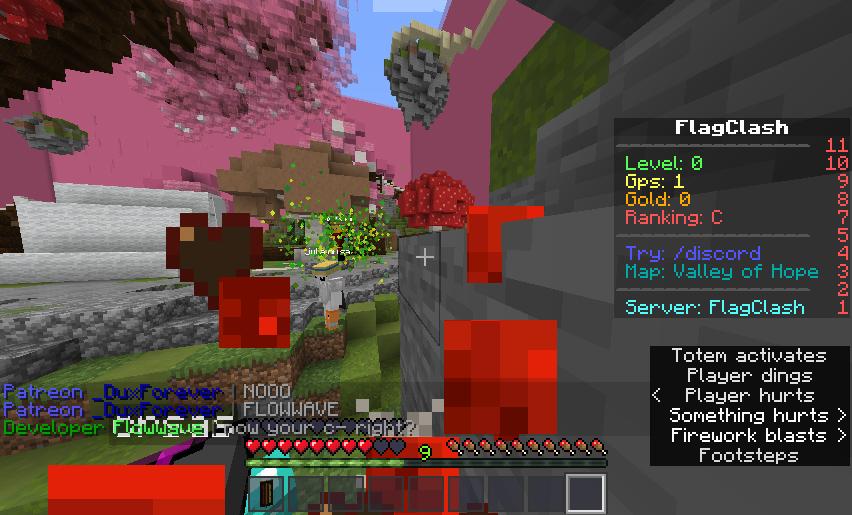 FlagClash
11
Level: 0 10
Gps: 1 9
Gold: 0 8
Ranking: C 7
5
Try: /discord 4
Map: Valley of Hope 3
2
Server: FlagClash 1
Totem activates
Player dings
< Player hurts
Something hurts >
Firework blasts >
Footsteps
Patreon _DuxForever | NOOO
Patreon _DuxForever | FLOWWAVE
Developer Flowwave your c- right?
9